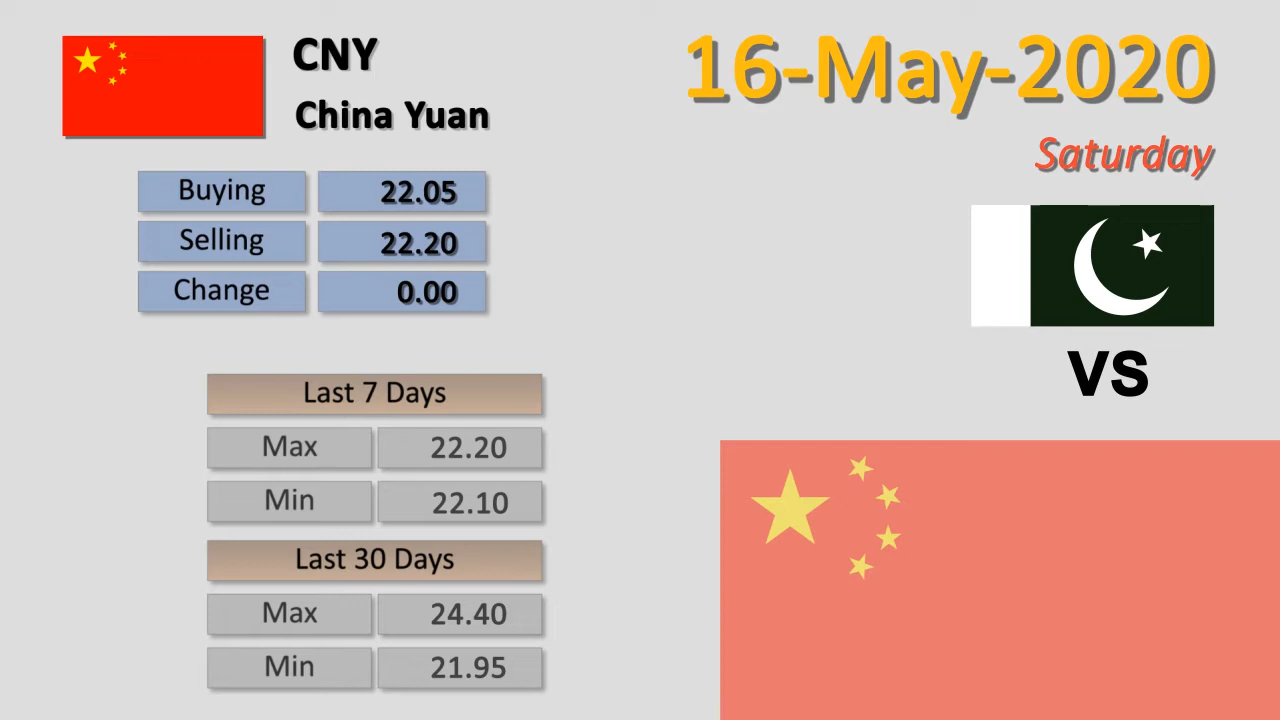 CNY
China Yuan
16-May-2020
Saturday
Buying 22.05
Selling 22.20
Change 0.00
VS
Last 7 Days
Max 22.20
Min 22.10
Last 30 Days
Max 24.40
Min 21.95